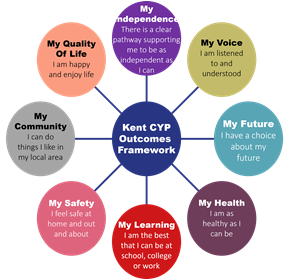 My
Independence
There is a clear
pathway supporting
me to be as
independent as
I can
My Voice
I am listened
to and
understood
My Future
I have a choice
about my
future
My Health
I am as
healthy as I
can be
My Learning
I am the best
that I can be at
school, college
or work
My Safety
I feel safe at
home and out
and about
My
Community
I can do
things I like in
my local area
My Quality
Of Life
I am happy
and enjoy life
Kent CYP
Outcomes
Framework